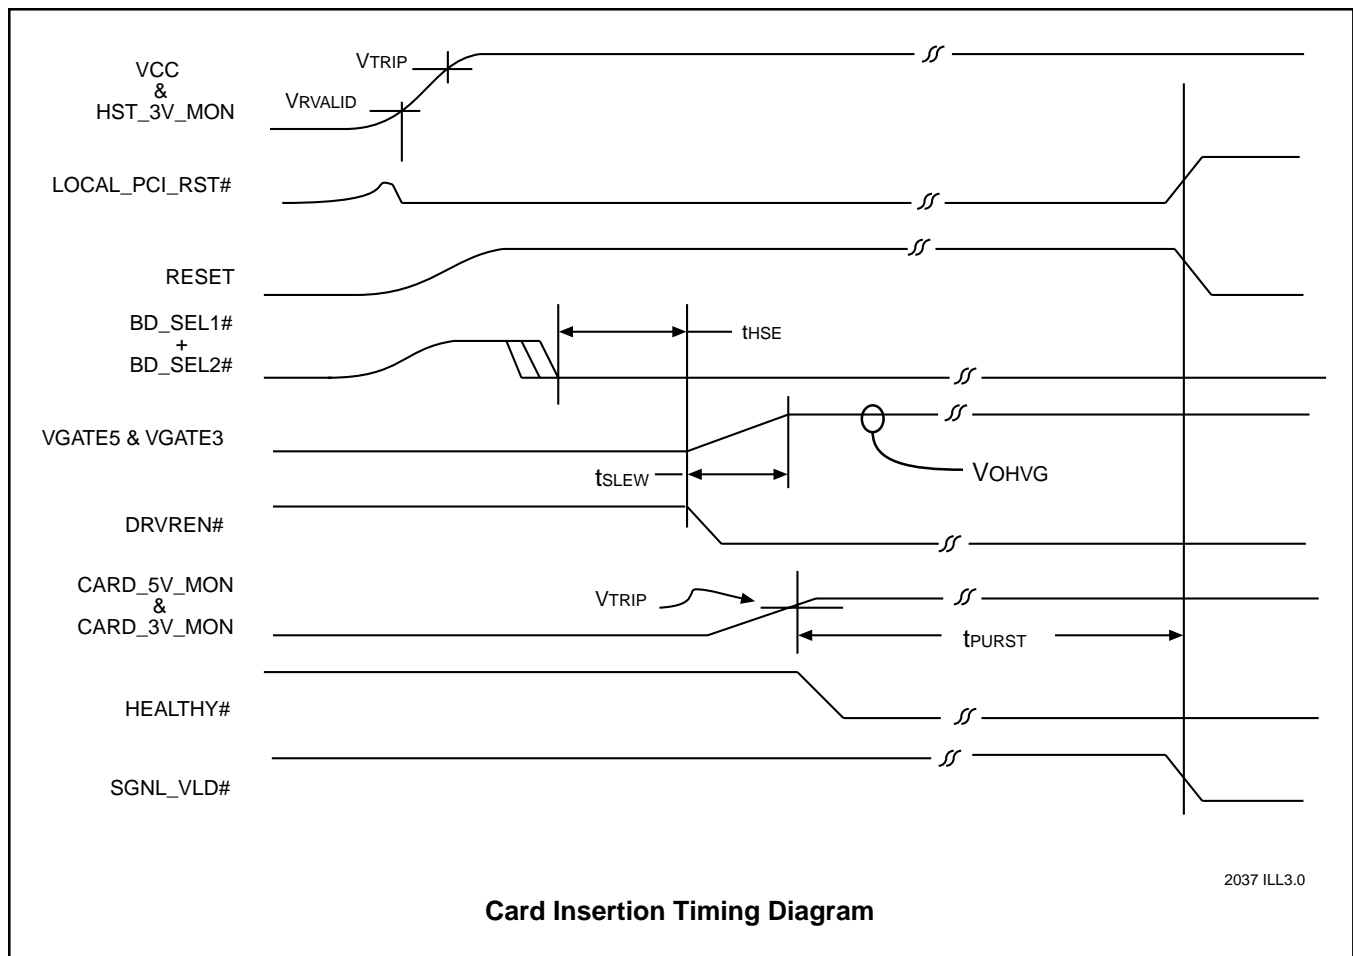 VTRIP
VCC
&
HST_3V_MON
VRVALID
LOCAL_PCI_RST#
RESET
BD_SEL1#
+
BD_SEL2#
tHSE
VGATE5 & VGATE3
tSLEW
VOHVG
DRVREN#
CARD_5V_MON
&
CARD_3V_MON
VTRIP
tPURST
HEALTHY#
SGNL_VLD#
2037 ILL3.0
Card Insertion Timing Diagram